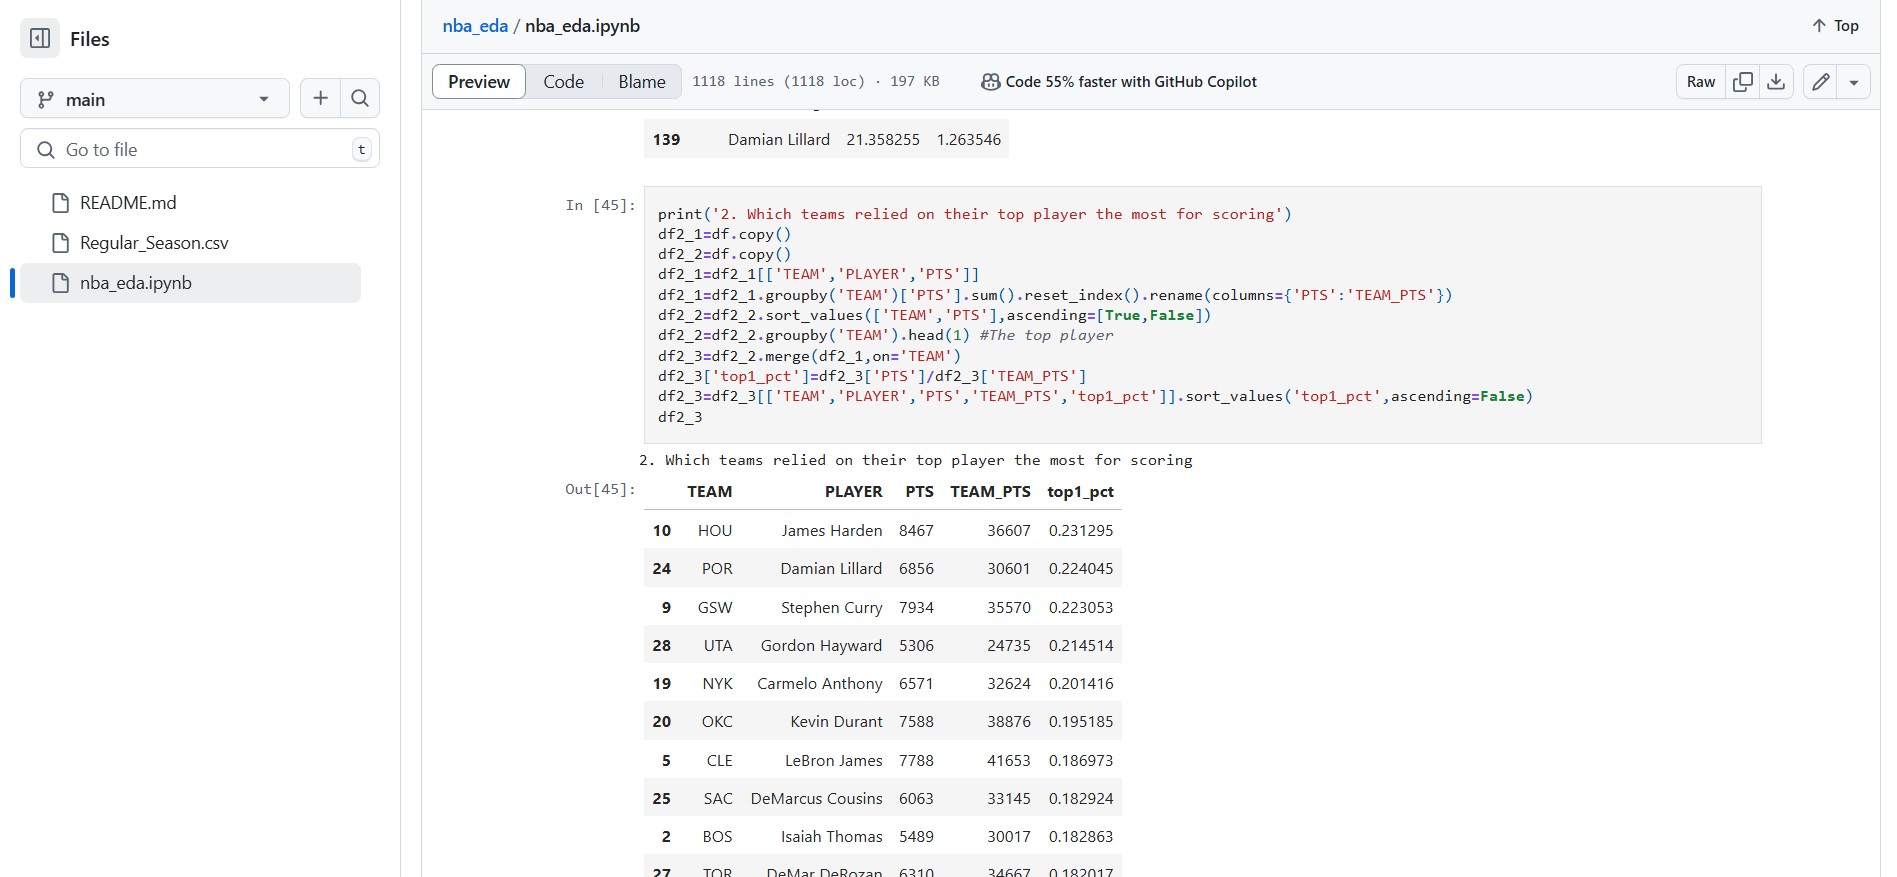 Files
main
Go to file
t
README.md
Regular_Season.csv
nba_eda.ipynb
nba_eda / nba_eda.ipynb
Top
Preview Code Blame 1118 lines (1118 loc) · 197 KB Code 55% faster with GitHub Copilot Raw
139 Damian Lillard 21.358255 1.263546
In [45]:
print('2. Which teams relied on their top player the most for scoring')
df2_1=df.copy()
df2_2=df.copy()
df2_1=df2_1[['TEAM','PLAYER','PTS']]
df2_1=df2_1.groupby('TEAM')['PTS'].sum().reset_index().rename(columns={'PTS':'TEAM_PTS'})
df2_2=df2_2.sort_values(['TEAM','PTS'],ascending=[True,False])
df2_2=df2_2.groupby('TEAM').head(1) #The top player
df2_3=df2_2.merge(df2_1,on='TEAM')
df2_3['top1_pct']=df2_3['PTS']/df2_3['TEAM_PTS']
df2_3=df2_3[['TEAM','PLAYER','PTS','TEAM_PTS','top1_pct']].sort_values('top1_pct',ascending=False)
df2_3
2. Which teams relied on their top player the most for scoring
Out[45]:
TEAM PLAYER PTS TEAM_PTS top1_pct
10 HOU James Harden 8467 36607 0.231295
24 POR Damian Lillard 6856 30601 0.224045
9 GSW Stephen Curry 7934 35570 0.223053
28 UTA Gordon Hayward 5306 24735 0.214514
19 NYK Carmelo Anthony 6571 32624 0.201416
20 OKC Kevin Durant 7588 38876 0.195185
5 CLE LeBron James 7788 41653 0.186973
25 SAC DeMarcus Cousins 6063 33145 0.182924
2 BOS Isaiah Thomas 5489 30017 0.182863
27 TOR DeMar DeRozan 6310 34667 0.182017